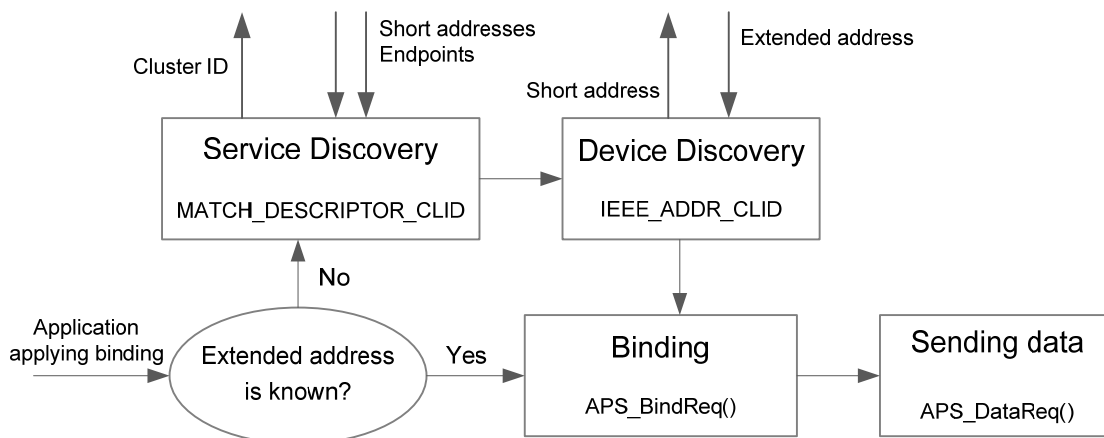 Short addresses
Endpoints
Cluster ID
Extended address
Short address
Service Discovery
MATCH_DESCRIPTOR_CLID
Device Discovery
IEEE_ADDR_CLID
No
Application
applying binding
Extended address
is known?
Yes
Binding
APS_BindReq()
Sending data
APS_DataReq()